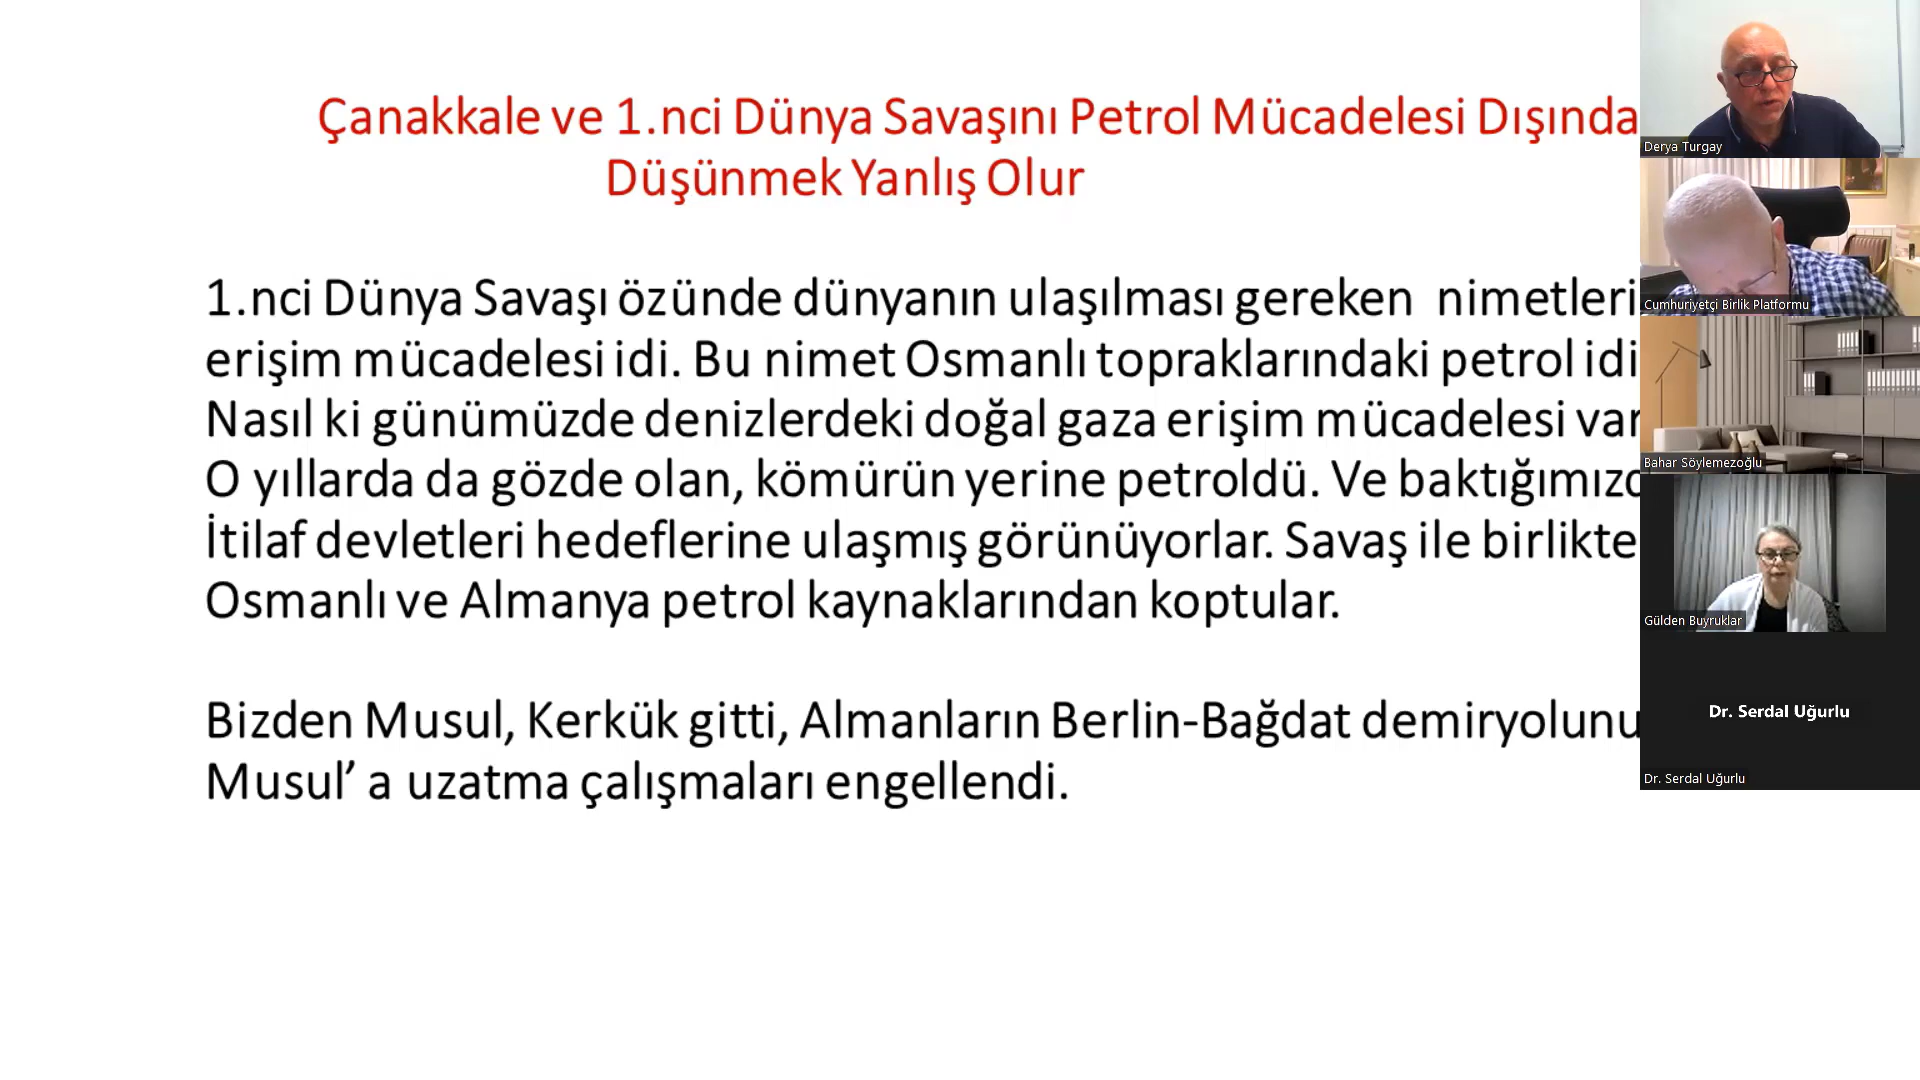 Çanakkale ve 1.nci Dünya Savaşını Petrol Mücadelesi Dışında
Düşünmek Yanlış Olur
1.nci Dünya Savaşı özünde dünyanın ulaşılması gereken nimetleri
erişim mücadelesi idi. Bu nimet Osmanlı topraklarındaki petrol idi
Nasıl ki günümüzde denizlerdeki doğal gaza erişim mücadelesi var
O yıllarda da gözde olan, kömürün yerine petroldü. Ve
İtilaf devletleri hedeflerine ulaşmış görünüyorlar. Savaş ile birlikte
Osmanlı ve Almanya petrol kaynaklarından koptular.
Bizden Musul, Kerkük gitti, Almanların Berlin-Bağdat demiryolunu
Musul’ a uzatma çalışmaları engellendi.
Derya Turgay
Cumhuriyetçi Birlik Platformu
Bahar Söylemezoğlu
Gülden Buyruklar
Dr. Serdal Uğurlu
Dr. Serdal Uğurlu